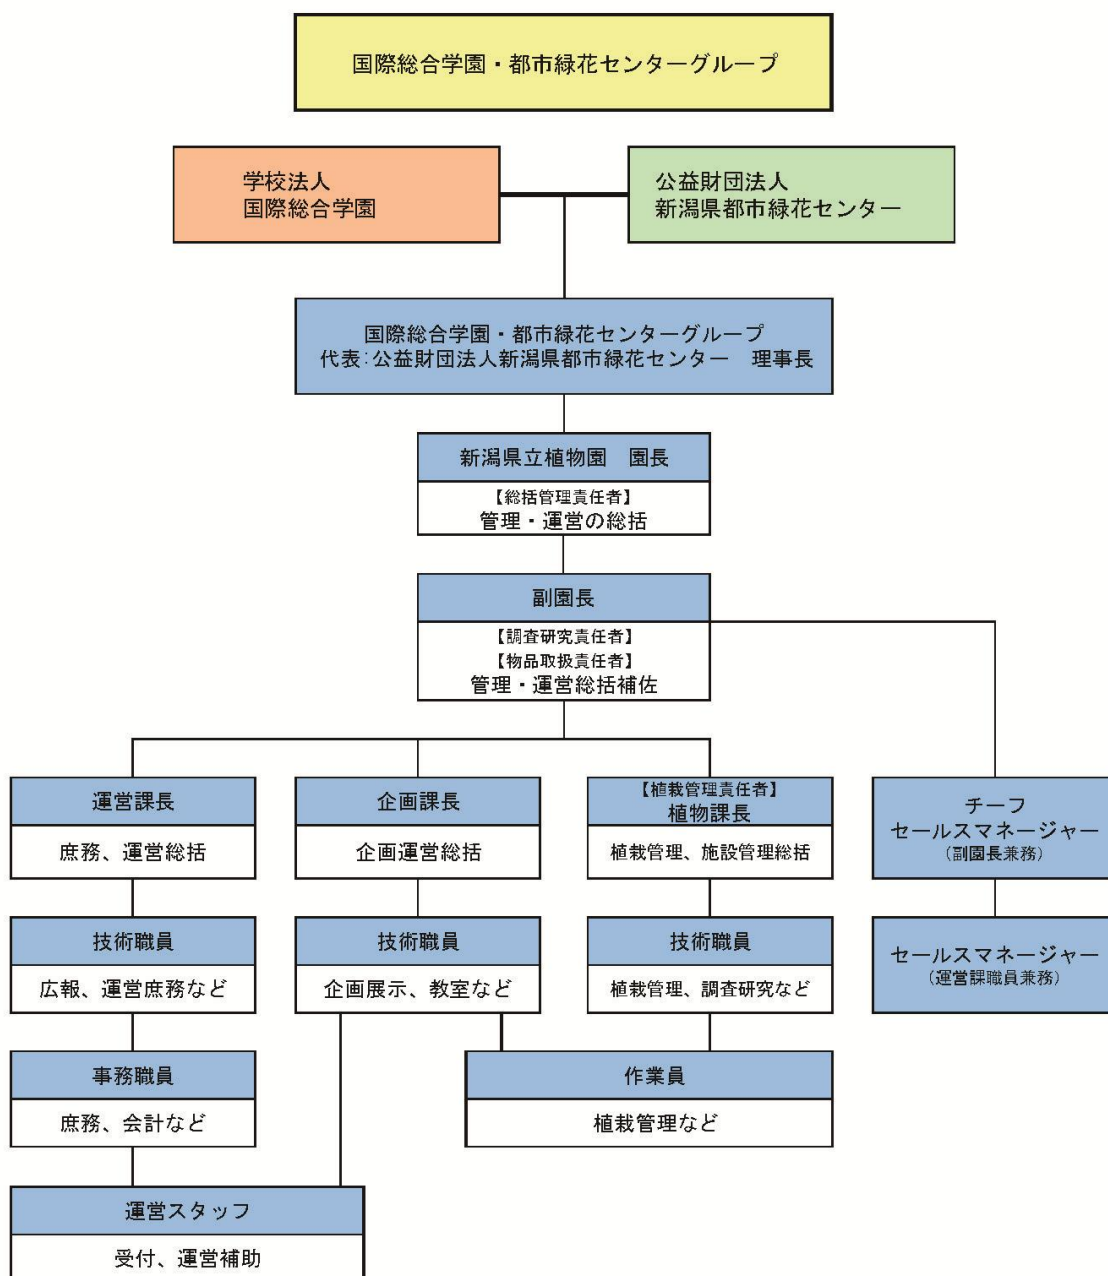 国際総合学園・都市緑花センターグループ
学校法人
国際総合学園
公益財団法人
新潟県都市緑花センター
国際総合学園・都市緑花センターグループ
代表:公益財団法人新潟県都市緑花センター　理事長
新潟県立植物園　園長
【総括管理責任者】
管理・運営の総括
副園長
【調査研究責任者】
【物品取扱責任者】
管理・運営総括補佐
運営課長
庶務、運営総括
企画課長
企画運営総括
【植栽管理責任者】
植物課長
植栽管理、施設管理総括
チーフ
セールスマネージャー
(副園長兼務)
技術職員
広報、運営庶務など
技術職員
企画展示、教室など
技術職員
植栽管理、調査研究など
セールスマネージャー
(運営課職員兼務)
事務職員
庶務、会計など
作業員
植栽管理など
運営スタッフ
受付、運営補助